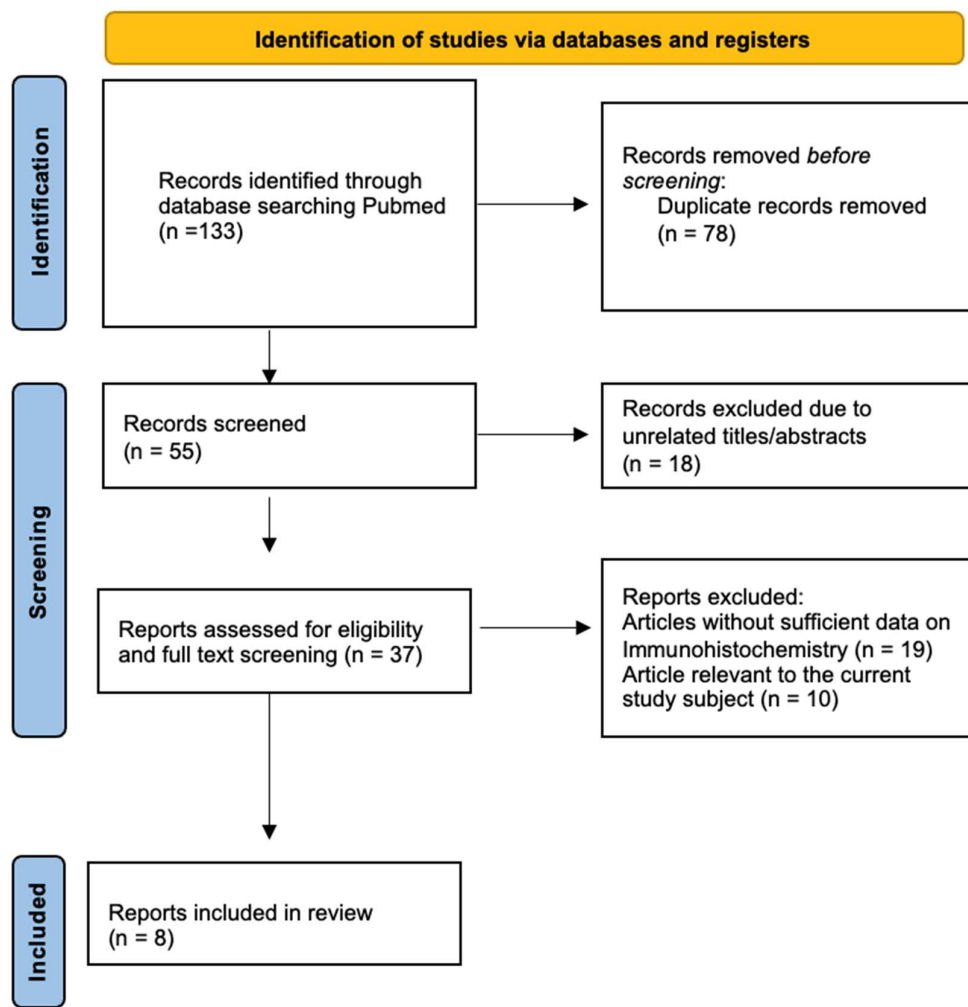 Identification of studies via databases and registers
Identification
Records identified through
database searching Pubmed
(n =133)
Records removed before
screening:
Duplicate records removed
(n = 78)
Screening
Records screened
(n = 55)
Records excluded due to
unrelated titles/abstracts
(n = 18)
Reports assessed for eligibility
and full text screening (n = 37)
Reports excluded:
Articles without sufficient data on
Immunohistochemistry (n = 19)
Article relevant to the current
study subject (n = 10)
Included
Reports included in review
(n = 8)